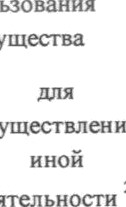 ьзования
ущества
для
уществлени
иной
ятельности